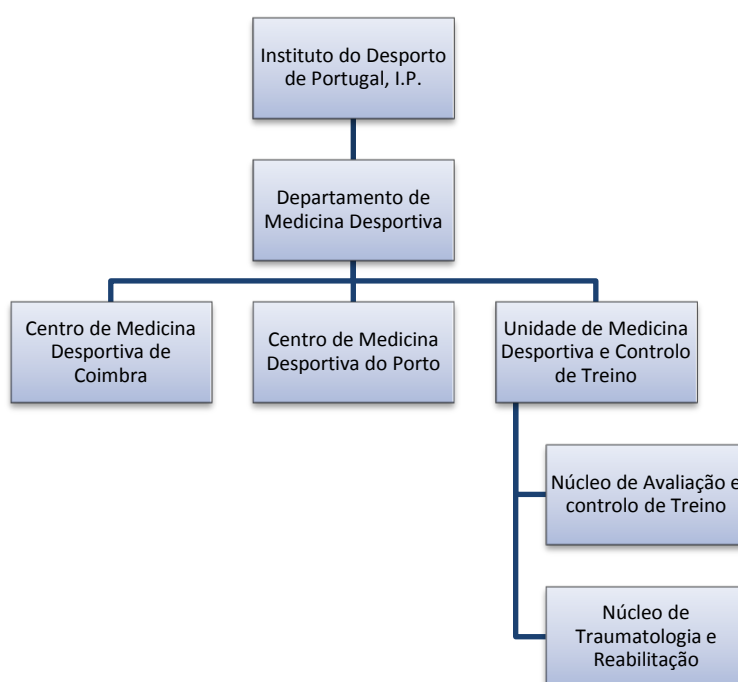 Instituto do Desporto
de Portugal, I.P.
Departamento de
Medicina Desportiva
Centro de Medicina
Desportiva de
Coimbra
Centro de Medicina
Desportiva do Porto
Unidade de Medicina
Desportiva e Controlo
de Treino
Núcleo de Avaliação e
controlo de Treino
Núcleo de
Traumatologia e
Reabilitação